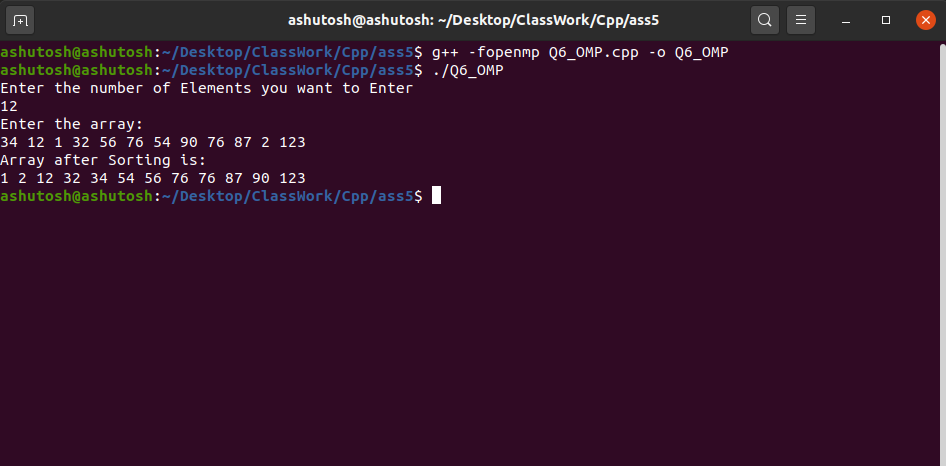 ashutosh@ashutosh: ~/Desktop/ClassWork/Cpp/ass5
ashutosh@ashutosh:~/Desktop/ClassWork/Cpp/ass5$ g++ -fopenmp Q6_OMP.cpp -o Q6_OMP
ashutosh@ashutosh:~/Desktop/ClassWork/Cpp/ass5$ ./Q6_OMP
Enter the number of Elements you want to Enter
12
Enter the array:
34 12 1 32 56 76 54 90 76 87 2 123
Array after Sorting is:
1 2 12 32 34 54 56 76 76 87 90 123
ashutosh@ashutosh:~/Desktop/ClassWork/Cpp/ass5$